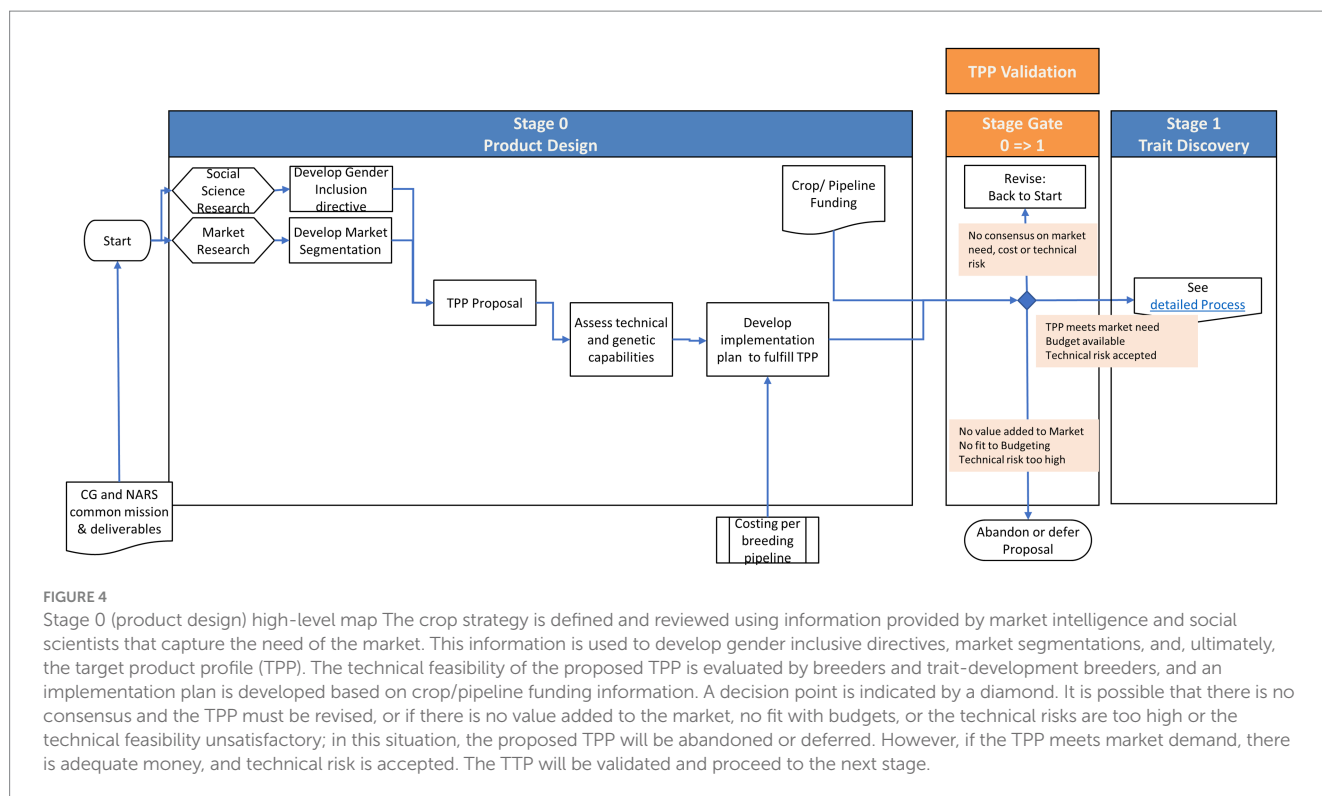 TPP Validation
Stage 0
Product Design
Stage Gate
0 => 1
Stage 1
Trait Discovery
Start
Social
Science
Research
Develop Gender
Inclusion
directive
Market
Research
Develop Market
Segmentation
TPP Proposal
Assess technical
and genetic
capabilities
Develop
implementation
plan to fulfill TPP
Crop/ Pipeline
Funding
Revise:
Back to Start
No consensus on market
need, cost or technical
risk
See
detailed Process
TPP meets market need
Budget available
Technical risk accepted
No value added to Market
No fit to Budgeting
Technical risk too high
CG and NARS
common mission
& deliverables
Costing per
breeding
pipeline
Abandon or defer
Proposal
FIGURE 4
Stage 0 (product design) high-level map The crop strategy is defined and reviewed using information provided by market intelligence and social
scientists that capture the need of the market. This information is used to develop gender inclusive directives, market segmentations, and, ultimately,
the target product profile (TPP). The technical feasibility of the proposed TPP is evaluated by breeders and trait-development breeders, and an
implementation plan is developed based on crop/pipeline funding information. A decision point is indicated by a diamond. It is possible that there is no
consensus and the TPP must be revised, or if there is no value added to the market, no fit with budgets, or the technical risks are too high or the
technical feasibility unsatisfactory; in this situation, the proposed TPP will be abandoned or deferred. However, if the TPP meets market demand, there
is adequate money, and technical risk is accepted. The TTP will be validated and proceed to the next stage.